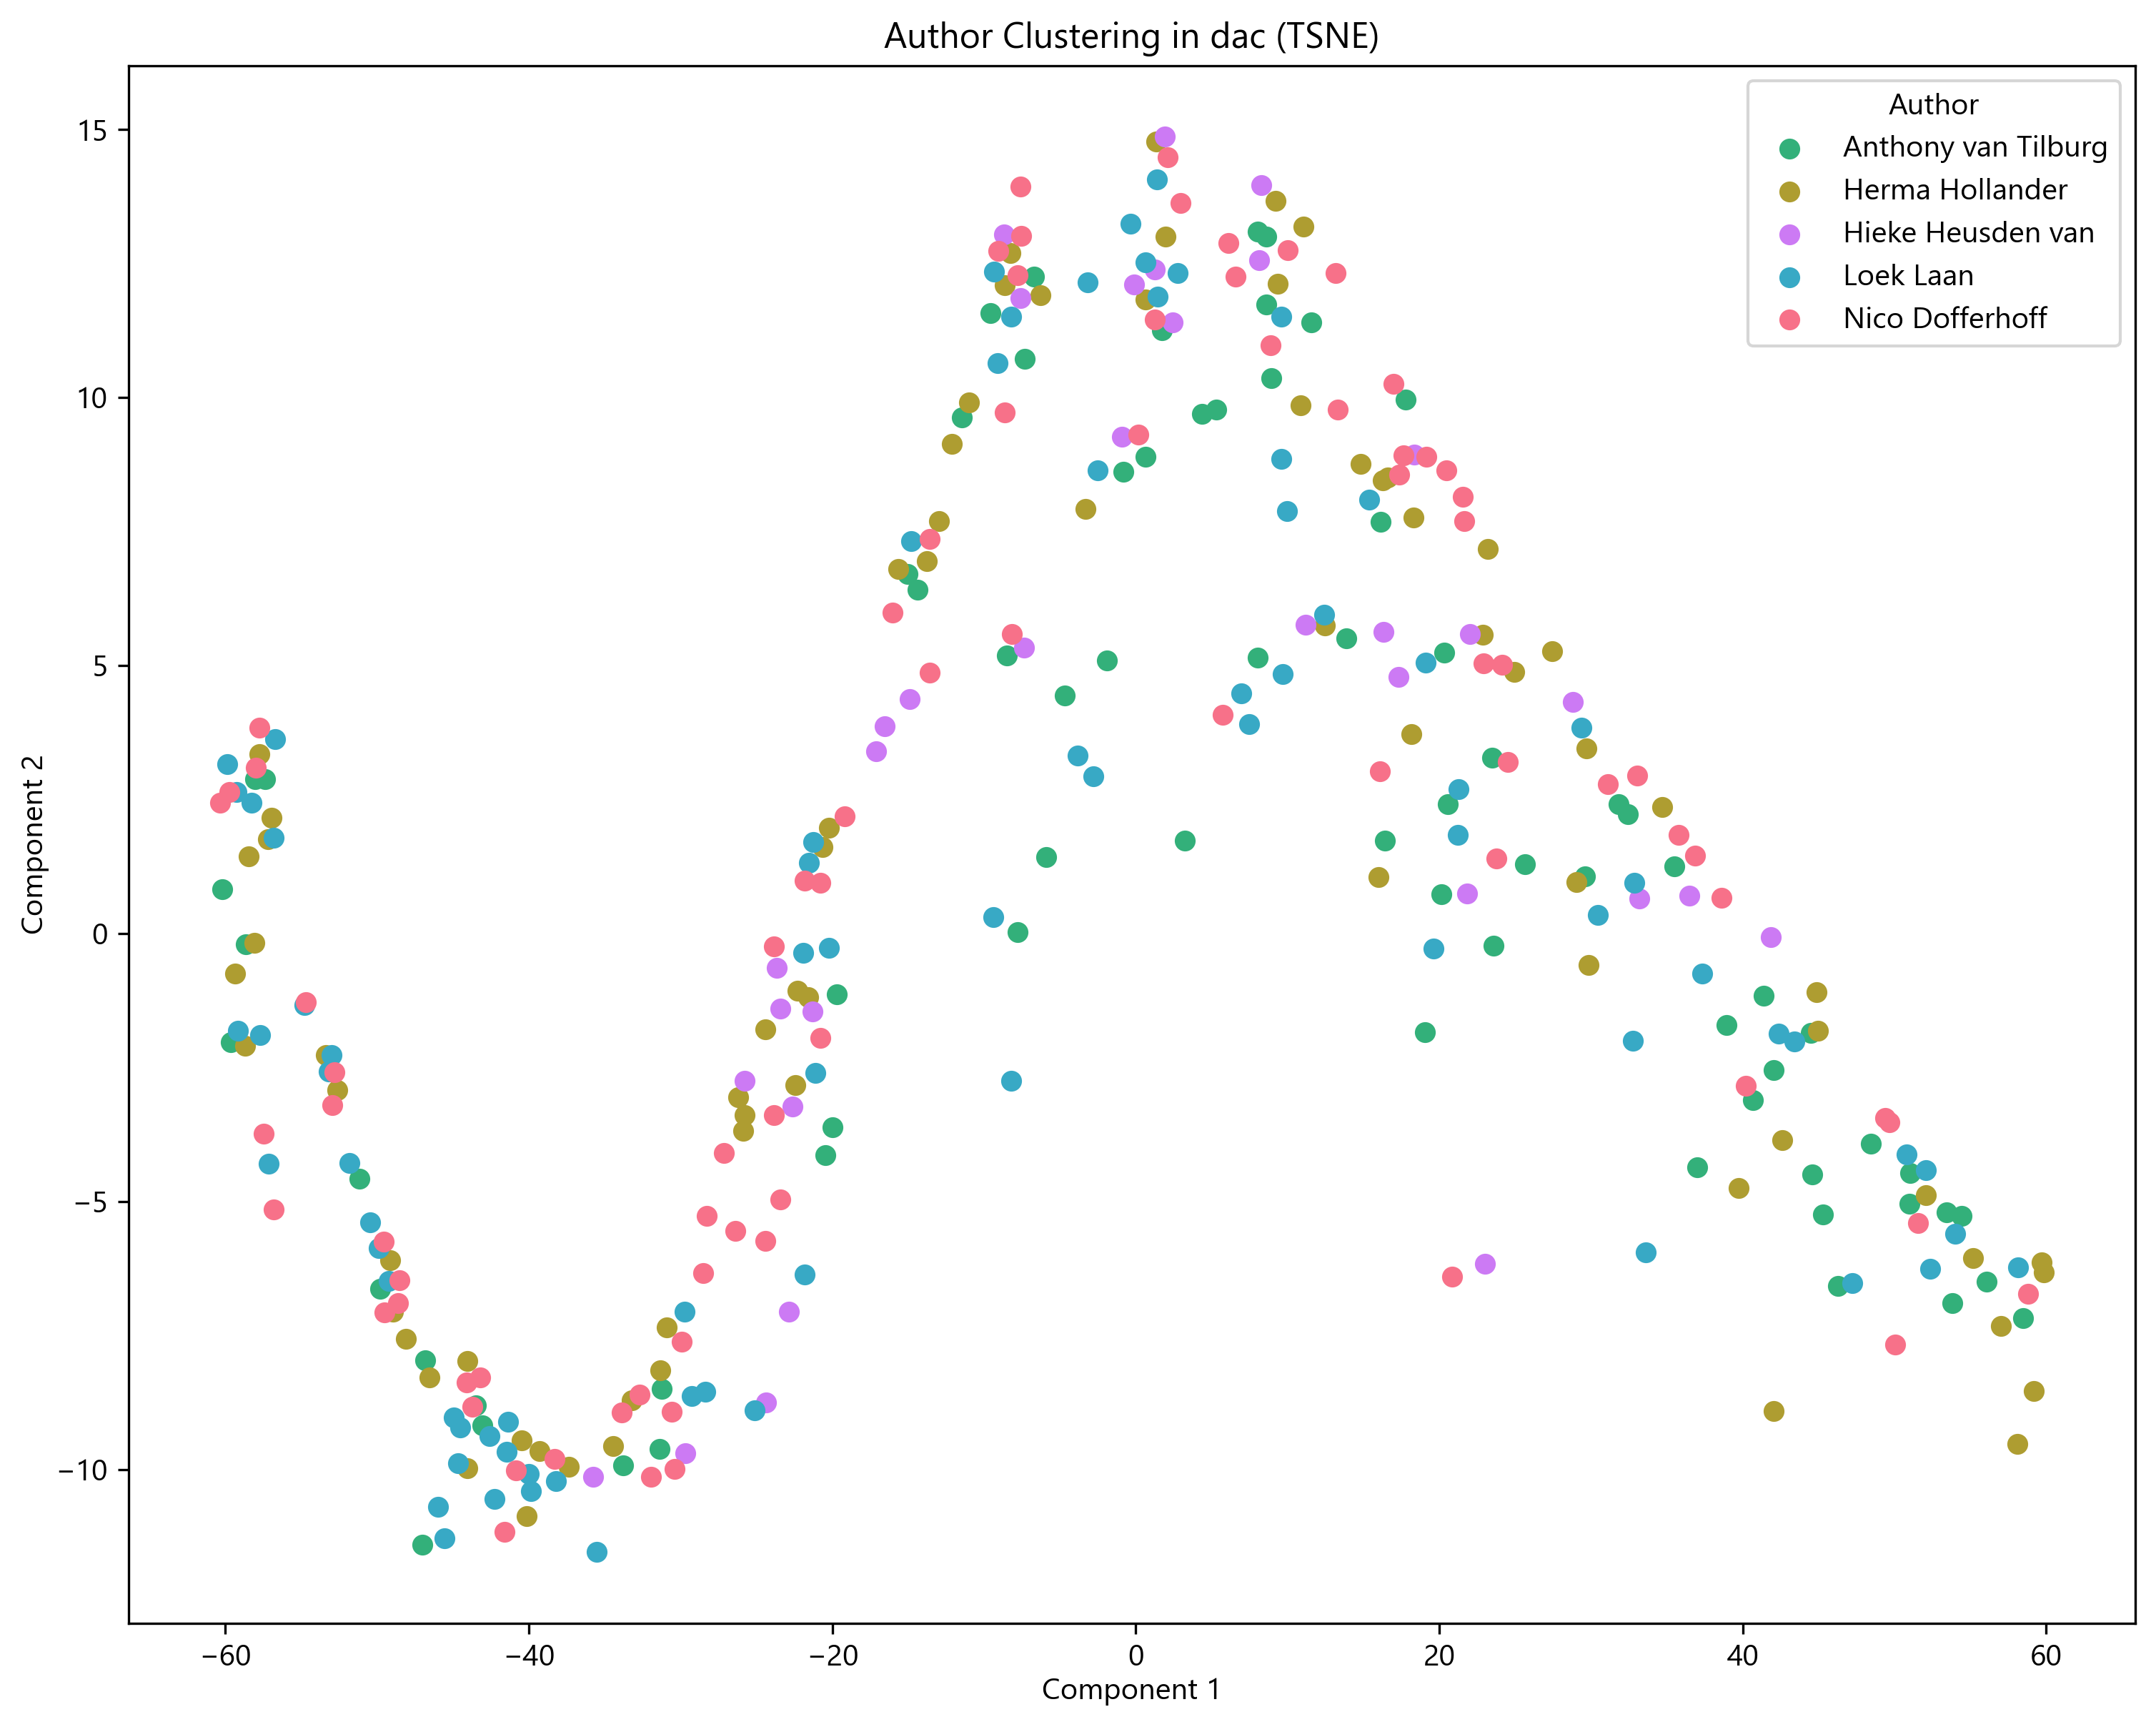 Author Clustering in dac (TSNE)
Author
Anthony van Tilburg
Herma Hollander
Hieke Heusden van
Loek Laan
Nico Dofferhoff
Component 2
15
10
5
0
−5
−10
−60
−40
−20
0
20
40
60
Component 1